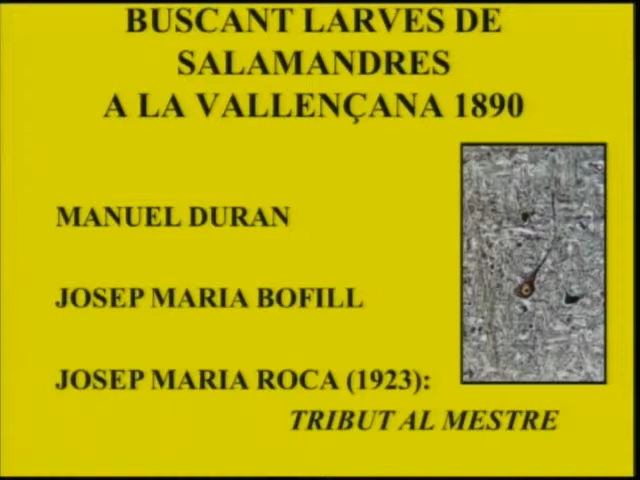 BUSCANT LARVES DE
SALAMANDRES
A LA VALLENÇANA 1890
MANUEL DURAN
JOSEP MARIA BOFILL
JOSEP MARIA ROCA (1923):
TRIBUT AL MESTRE